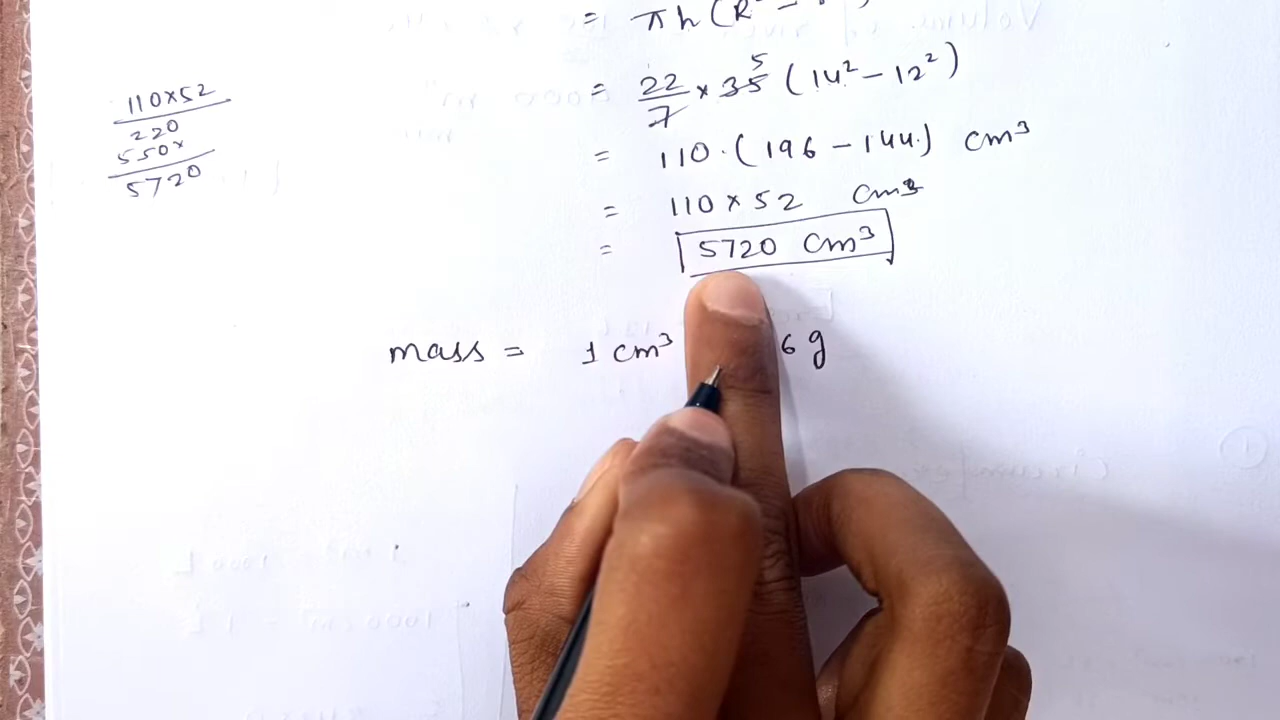 = πh (R²
= 22/7 × 35 5 (14² – 12²)
= 110 · (196 – 144) cm³
= 110 × 52 cm³
= 5720 cm³
110×52
220
550×
5720
mass = 1 cm³ 6 g